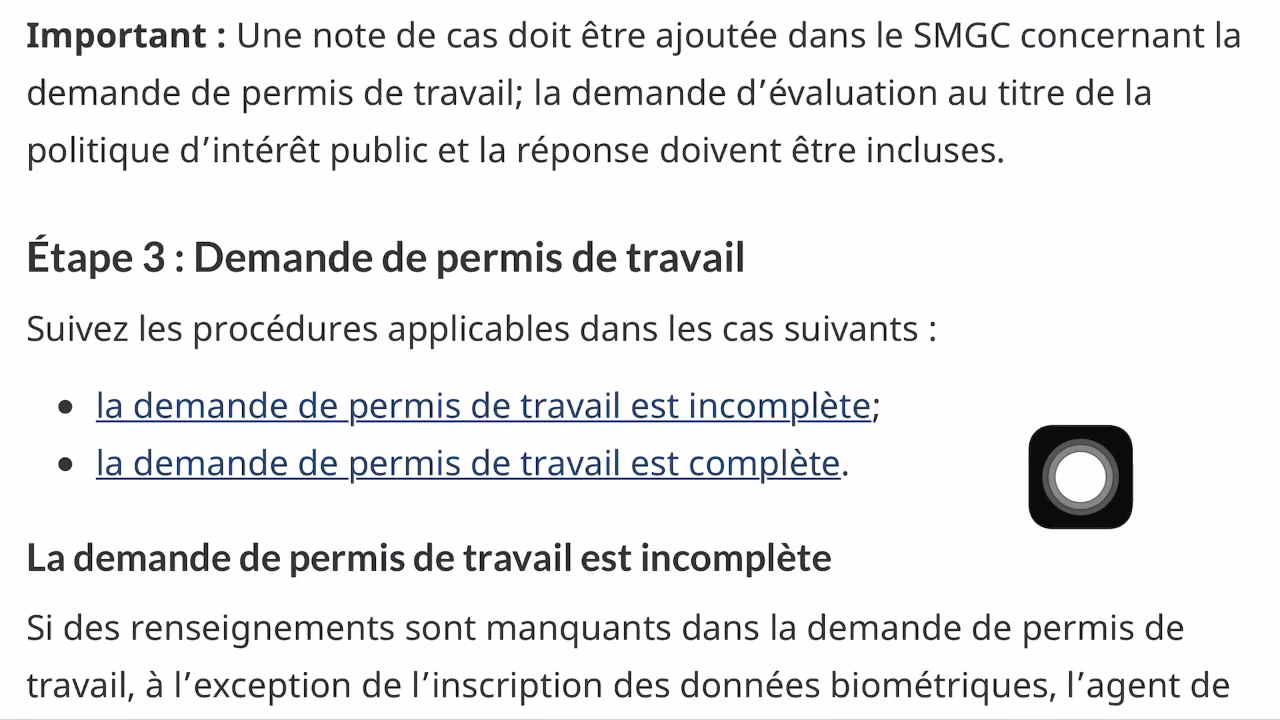 Important : Une note de cas doit être ajoutée dans le SMGC concernant la
demande de permis de travail; la demande d’évaluation au titre de la
politique d’intérêt public et la réponse doivent être incluses.
Étape 3 : Demande de permis de travail
Suivez les procédures applicables dans les cas suivants :
• la demande de permis de travail est incomplète;
• la demande de permis de travail est complète.
La demande de permis de travail est incomplète
Si des renseignements sont manquants dans la demande de permis de
travail, à l’exception de l’inscription des données biométriques, l’agent de